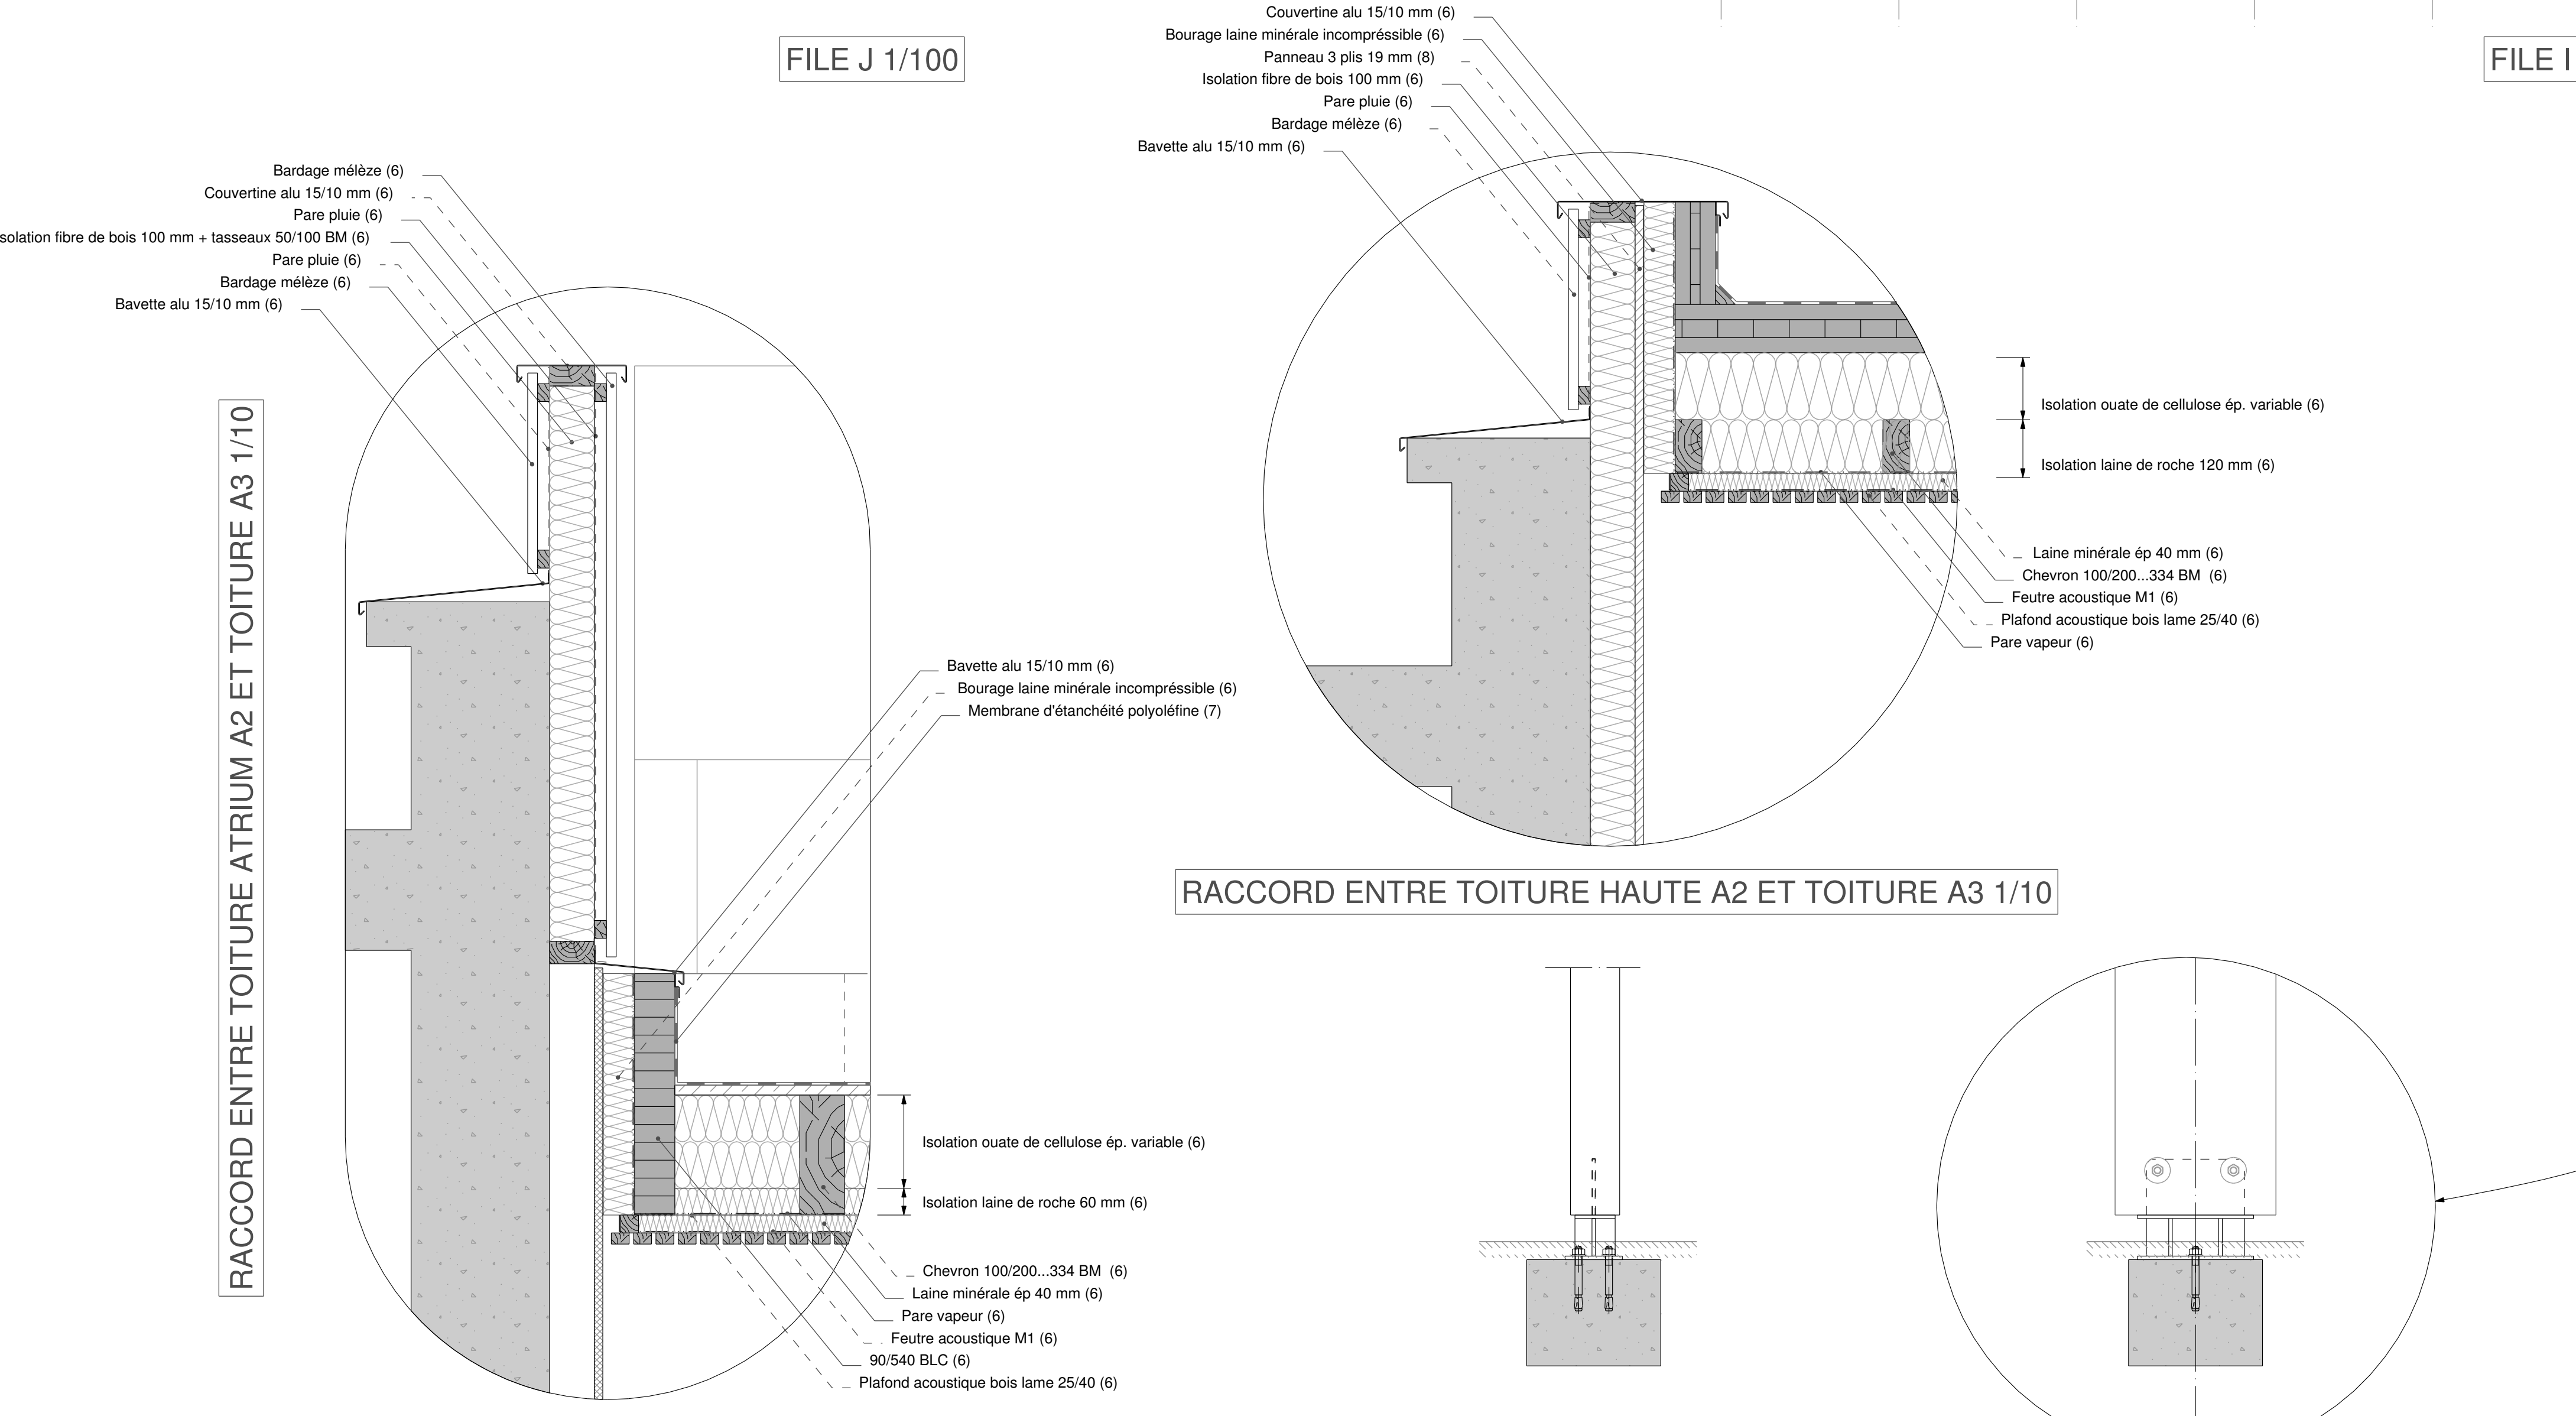 FILE J 1/100
FILE I
Couvertine alu 15/10 mm (6)
Bourage laine minérale incompréssible (6)
Panneau 3 plis 19 mm (8)
Isolation fibre de bois 100 mm (6)
Pare pluie (6)
Bardage mélèze (6)
Bavette alu 15/10 mm (6)
Bardage mélèze (6)
Couvertine alu 15/10 mm (6)
Pare pluie (6)
solation fibre de bois 100 mm + tasseaux 50/100 BM (6)
Pare pluie (6)
Bardage mélèze (6)
Bavette alu 15/10 mm (6)
RACCORD ENTRE TOITURE ATRIUM A2 ET TOITURE A3 1/10
Isolation ouate de cellulose ép. variable (6)
Isolation laine de roche 120 mm (6)
Laine minérale ép 40 mm (6)
Chevron 100/200...334 BM (6)
Feutre acoustique M1 (6)
Plafond acoustique bois lame 25/40 (6)
Pare vapeur (6)
Bavette alu 15/10 mm (6)
Bourage laine minérale incompréssible (6)
Membrane d'étanchéité polyoléfine (7)
RACCORD ENTRE TOITURE HAUTE A2 ET TOITURE A3 1/10
Isolation ouate de cellulose ép. variable (6)
Isolation laine de roche 60 mm (6)
Chevron 100/200...334 BM (6)
Laine minérale ép 40 mm (6)
Pare vapeur (6)
Feutre acoustique M1 (6)
90/540 BLC (6)
Plafond acoustique bois lame 25/40 (6)